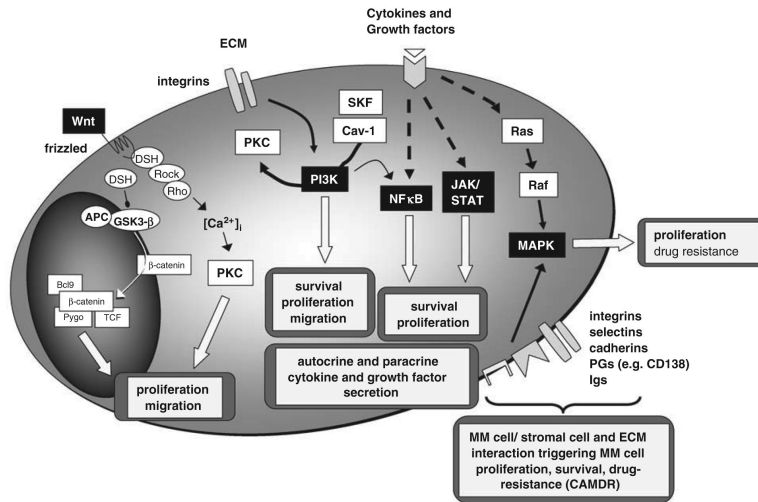 Cytokines and
Growth factors
ECM
integrins
SKF
Cav-1
Wnt
frizzled
PKC
Ras
DSH
Rock
Rho
DSH
PI3K
NFκB
JAK/
STAT
Raf
APC
GSK3-β
[Ca²⁺]i
MAPK
proliferation
drug resistance
β-catenin
PKC
Bcl9
β-catenin
Pygo
TCF
survival
proliferation
migration
survival
proliferation
integrins
selectins
cadherins
PGs (e.g. CD138)
Igs
autocrine and paracrine
cytokine and growth factor
secretion
proliferation
migration
MM cell/ stromal cell and ECM
interaction triggering MM cell
proliferation, survival, drug-
resistance (CAMDR)